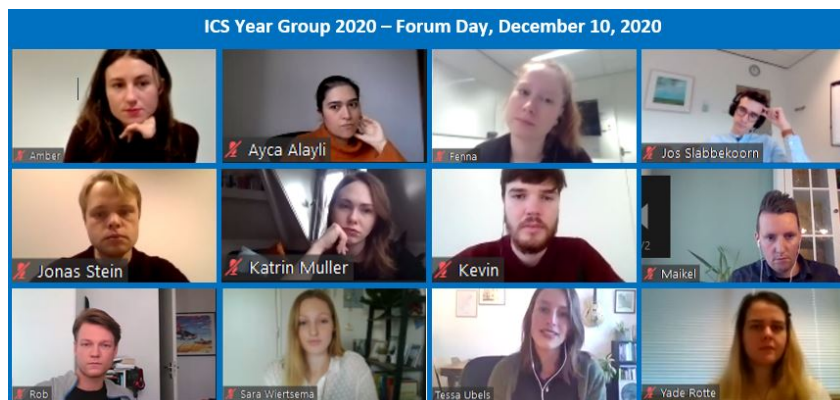 ICS Year Group 2020 – Forum Day, December 10, 2020
Amber
Ayca Alayli
Fenna
Jos Slabbekoorn
Jonas Stein
Katrin Muller
Kevin
/2
Maikel
Rob
Sara Wiertsema
Tessa Ubels
Yade Rotte